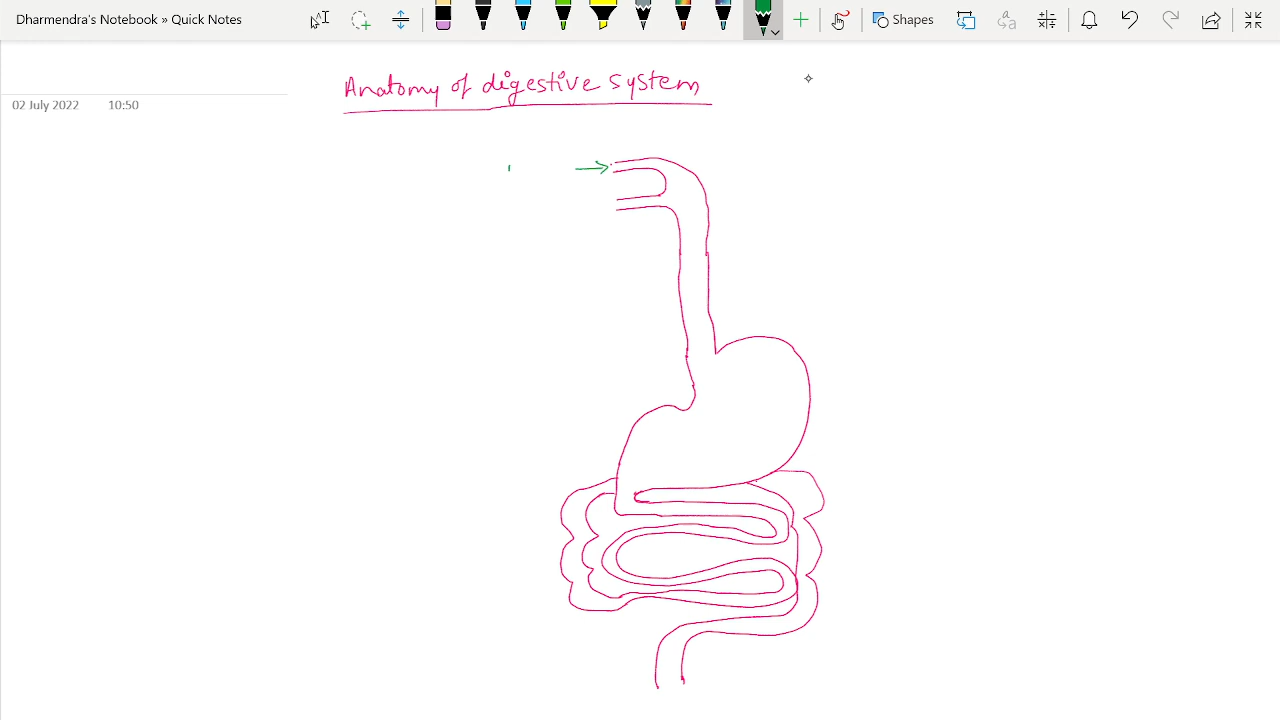 Dharmendra's Notebook » Quick Notes
Shapes
Anatomy of digestive system
02 July 2022 10:50